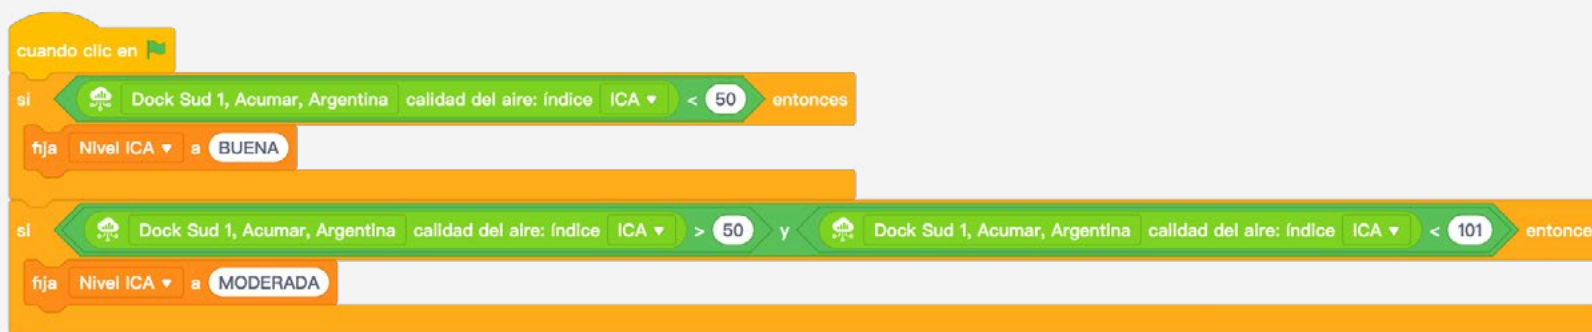 cuando clic en
si Dock Sud 1, Acumar, Argentina calidad del aire: índice ICA < 50 entonces
fija Nivel ICA a BUENA
si Dock Sud 1, Acumar, Argentina calidad del aire: índice ICA > 50 y Dock Sud 1, Acumar, Argentina calidad del aire: índice ICA < 101 entonce
fija Nivel ICA a MODERADA